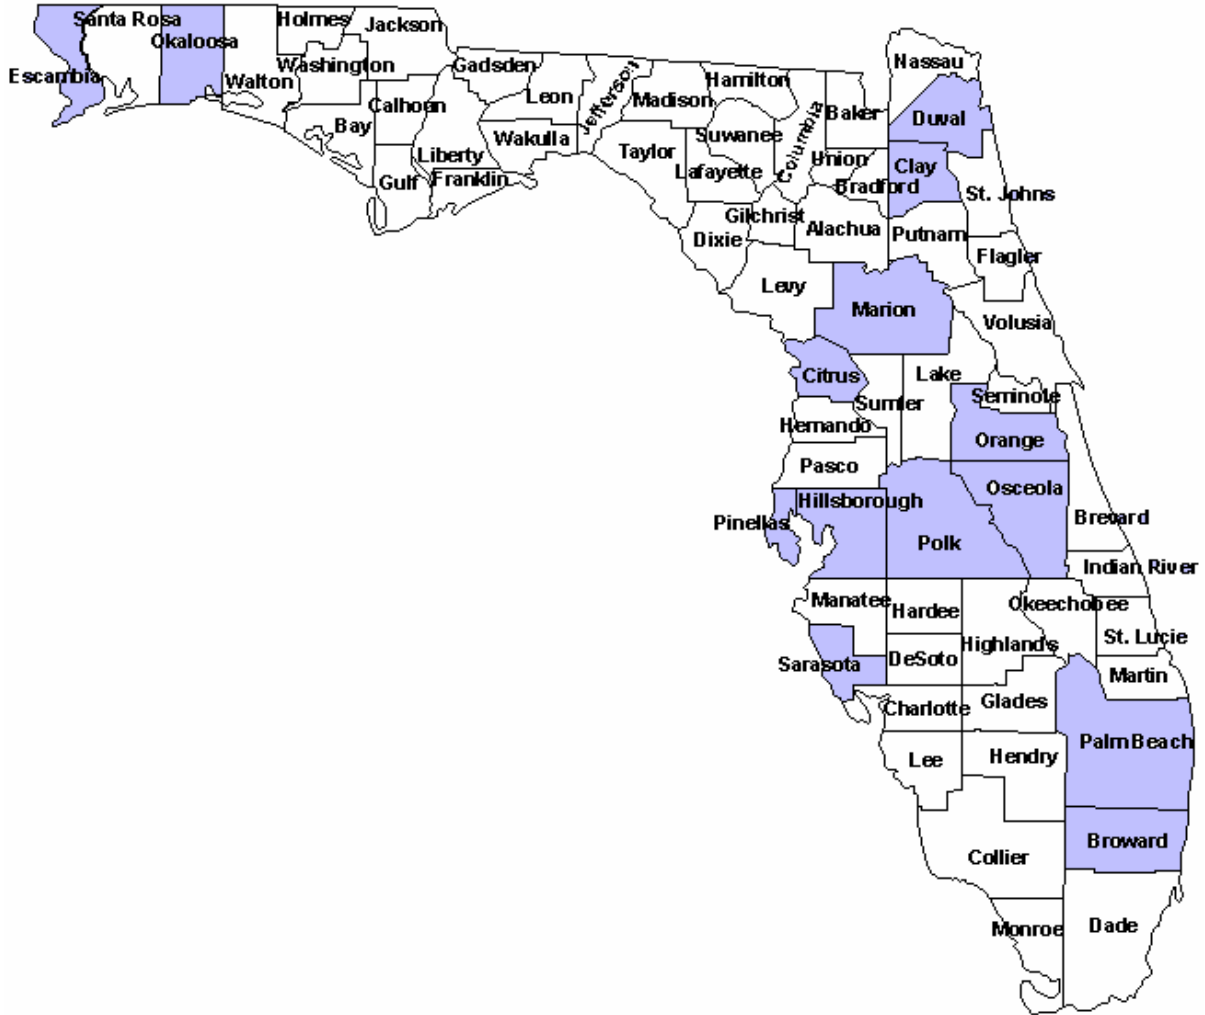 Santa Rosa
Holmes
Jackson
Okaloosa
Escambia
Walton
Washington
Gadsden
Leon
Jefferson
Madison
Hamilton
Nassau
Calhoun
Bay
Wakulla
Suwanee
Columbia
Baker
Duval
Liberty
Taylor
Lafayette
Union
Clay
Gulf
Franklin
Bradford
St. Johns
Gilchrist
Dixie
Alachua
Putnam
Flagler
Levy
Marion
Volusia
Citrus
Lake
Sumter
Seminole
Hernando
Orange
Pasco
Osceola
Hillsborough
Pinellas
Polk
Brevard
Indian River
Manatee
Hardee
Okeechobee
St. Lucie
Highlands
Sarasota
DeSoto
Martin
Charlotte
Glades
Palm Beach
Lee
Hendry
Broward
Collier
Monroe
Dade